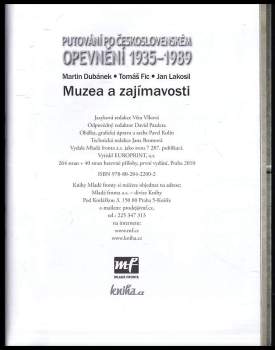 PUTOVÁNÍ PO ČESKOSLOVENSKÉM
OPEVNĚNÍ 1935–1989
Martin Dubánek • Tomáš Fic • Jan Lakosil
Muzea a zajímavosti
Jazyková redakce Věra Vlková
Odpovědný redaktor David Pazdera
Obálka, grafická úprava a sazba Pavel Kolín
Technická redakce Jana
Vydala Mladá fronta a.s. jako svou 7 287. publikaci.
Vytiskl EUROPRINT, a.s.
264 stran + 40 stran barevné přílohy, první vydání, Praha 2010
ISBN 978-80-204-2200-2
Knihy Mladé fronty si můžete objednat na adrese:
Mladá fronta a.s. – divize Knihy
Pod Košířkou 3, 150 00 Praha 5-Košíře
e-mailem: prodej@mf.cz,
tel.: 225 347 313
na internetu:
www.mf.cz
www.kniha.cz
mf
MLADÁ FRONTA
kniha.cz